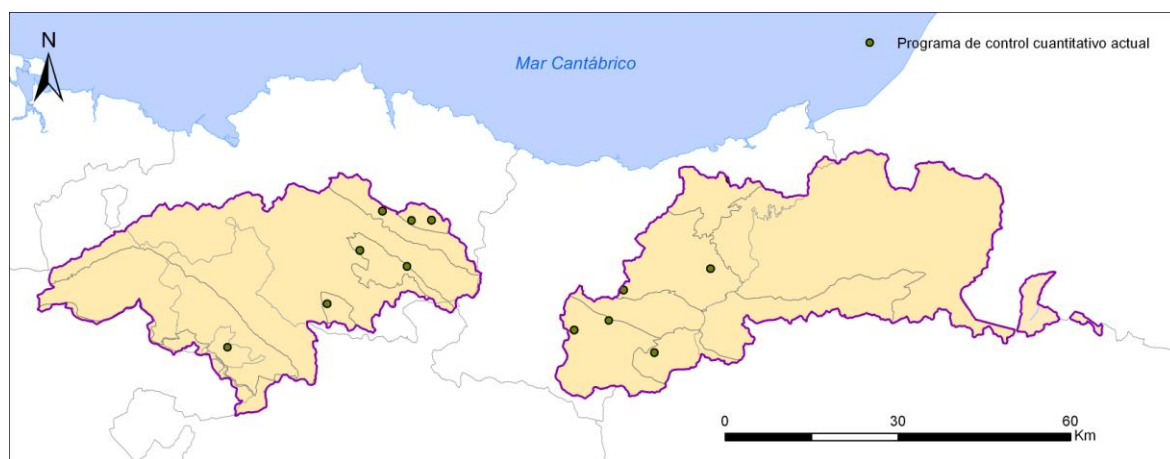 N
Programa de control cuantitativo actual
Mar Cantábrico
0 30 60
Km